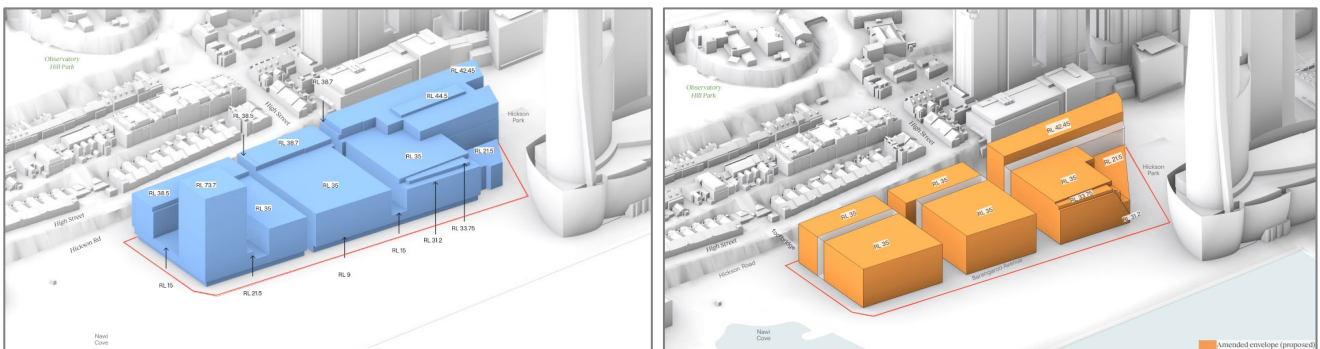 Observatory
Hill Park
RL 38.7
RL 42.45
High Street
RL 44.5
Hickson
Park
RL 38.5
RL 38.7
RL 35
RL 21.5
RL 73.7
RL 38.5
RL 35
RL 35
High Street
RL 33.75
Hickson Rd
RL 31.2
RL 15
RL 9
RL 15
RL 21.5
Nawi
Cove
Observatory
Hill Park
High Street
RL 42.45
Hickson
Park
RL 21.5
RL 35
RL 35
RL 33.75
RL 35
RL 35
RL 31.2
High Street
footbridge
RL 35
Hickson Road
Barangaroo Avenue
Nawi
Cove
Amended envelope (proposed)